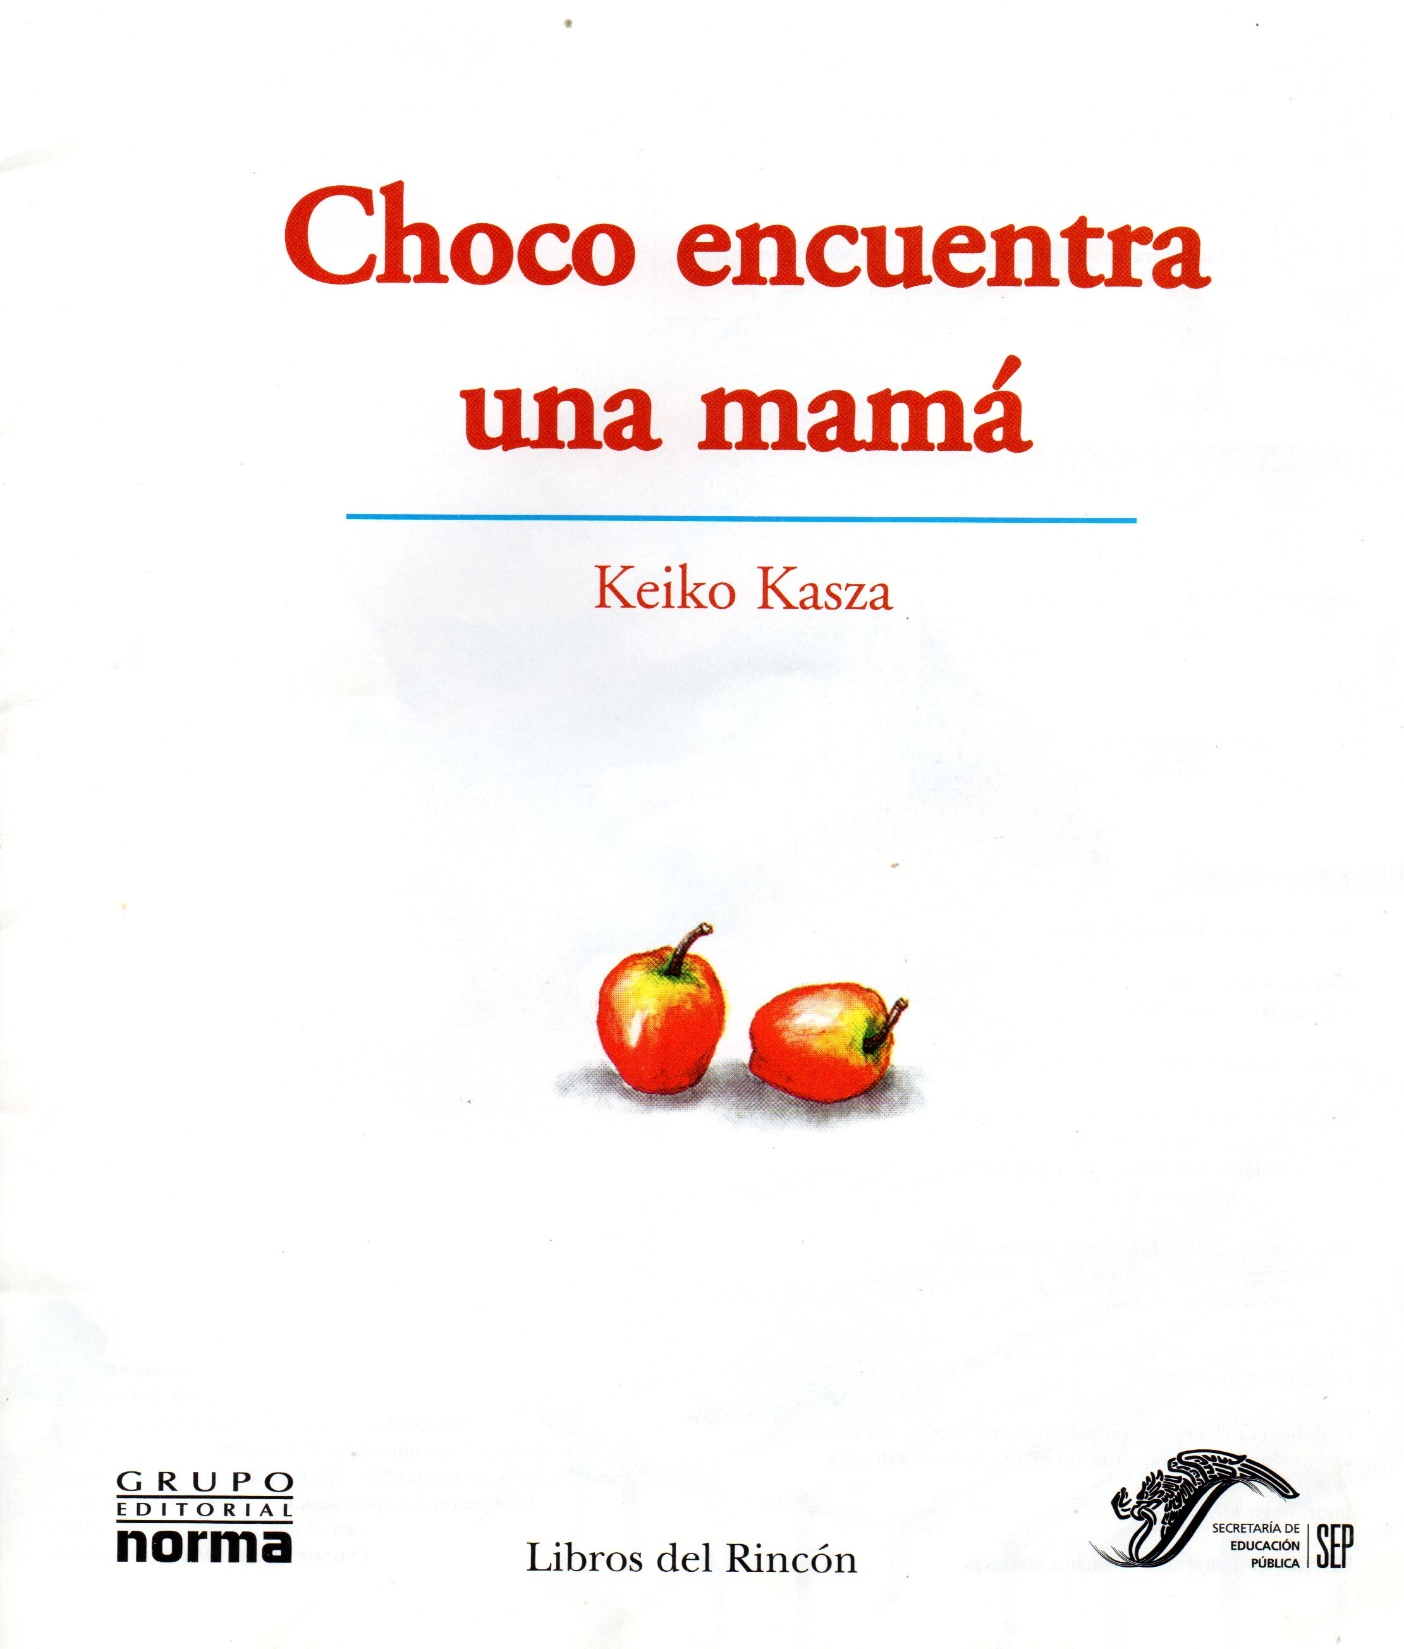 Choco encuentra
una mamá
Keiko Kasza
GRUPO
EDITORIAL
norma
Libros del Rincón
SECRETARÍA DE
EDUCACIÓN
PÚBLICA
SEP